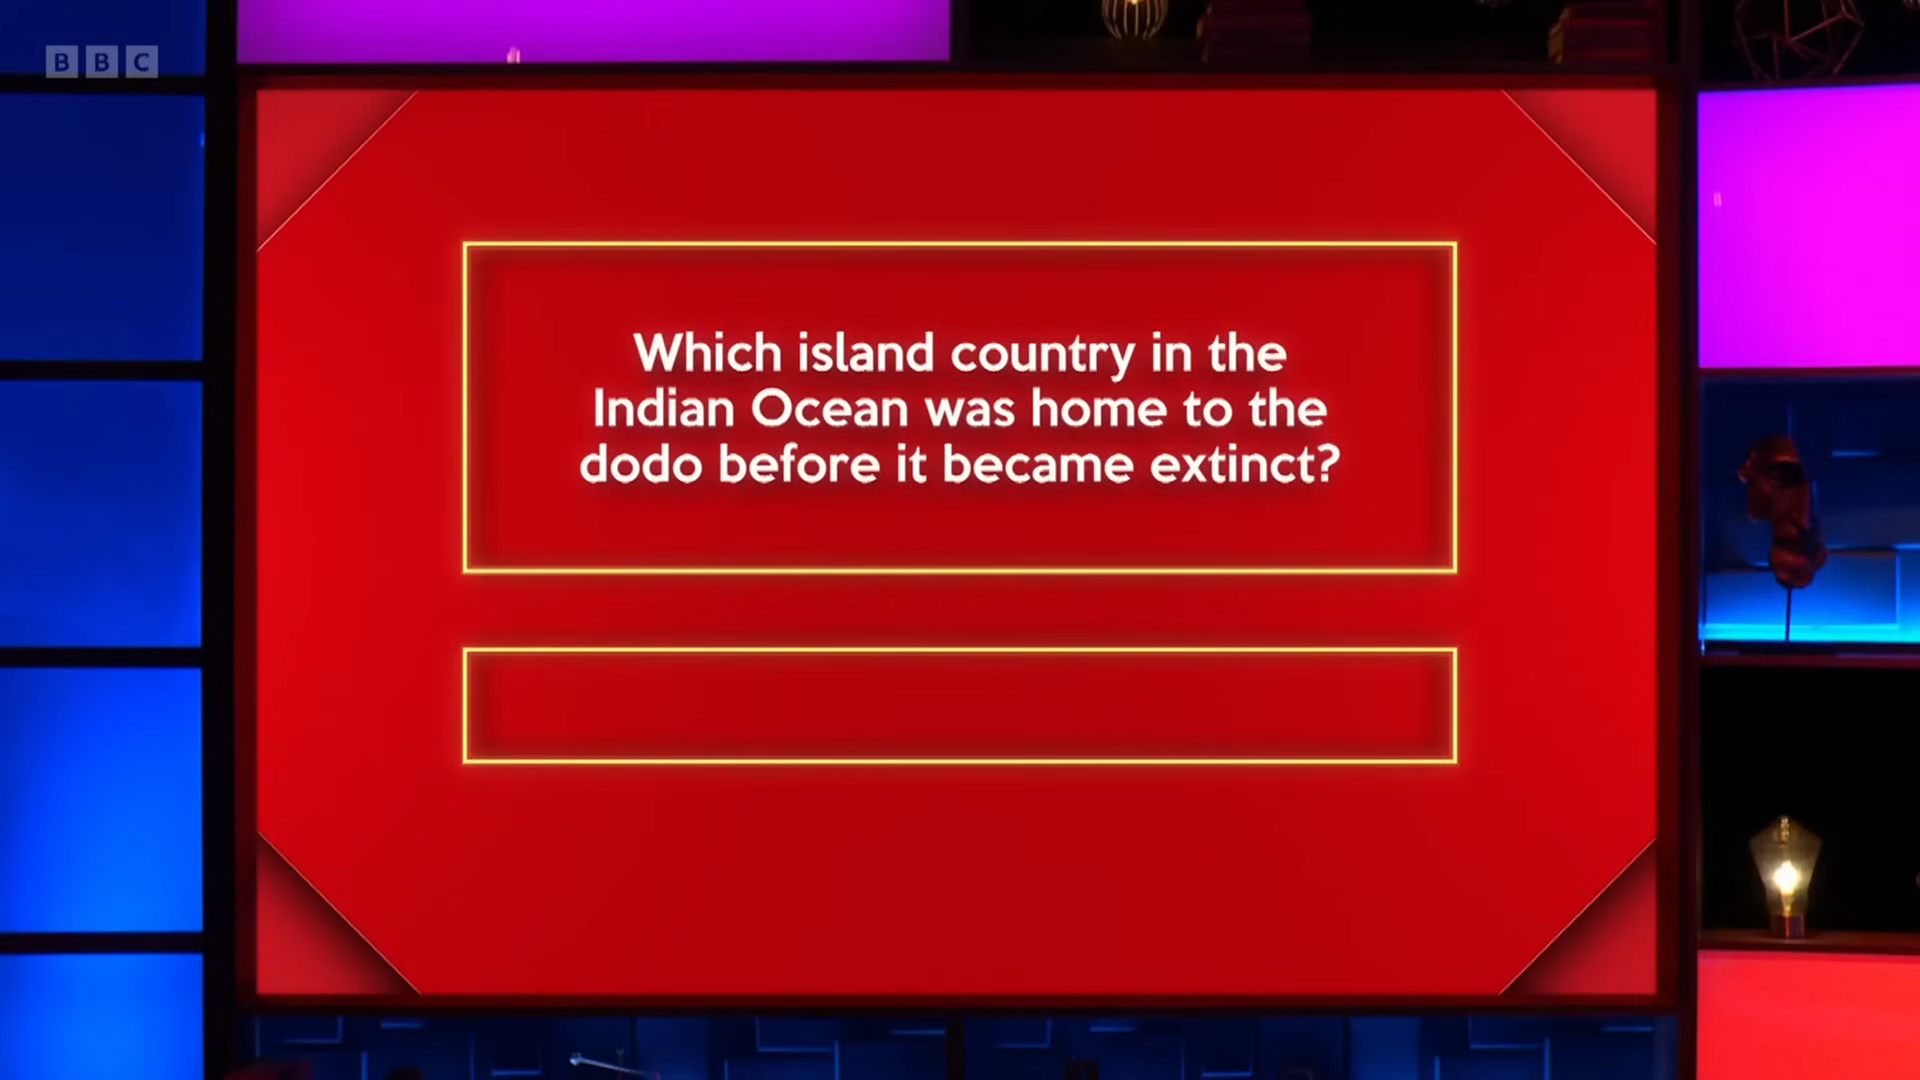 BBC
Which island country in the
Indian Ocean was home to the
dodo before it became extinct?